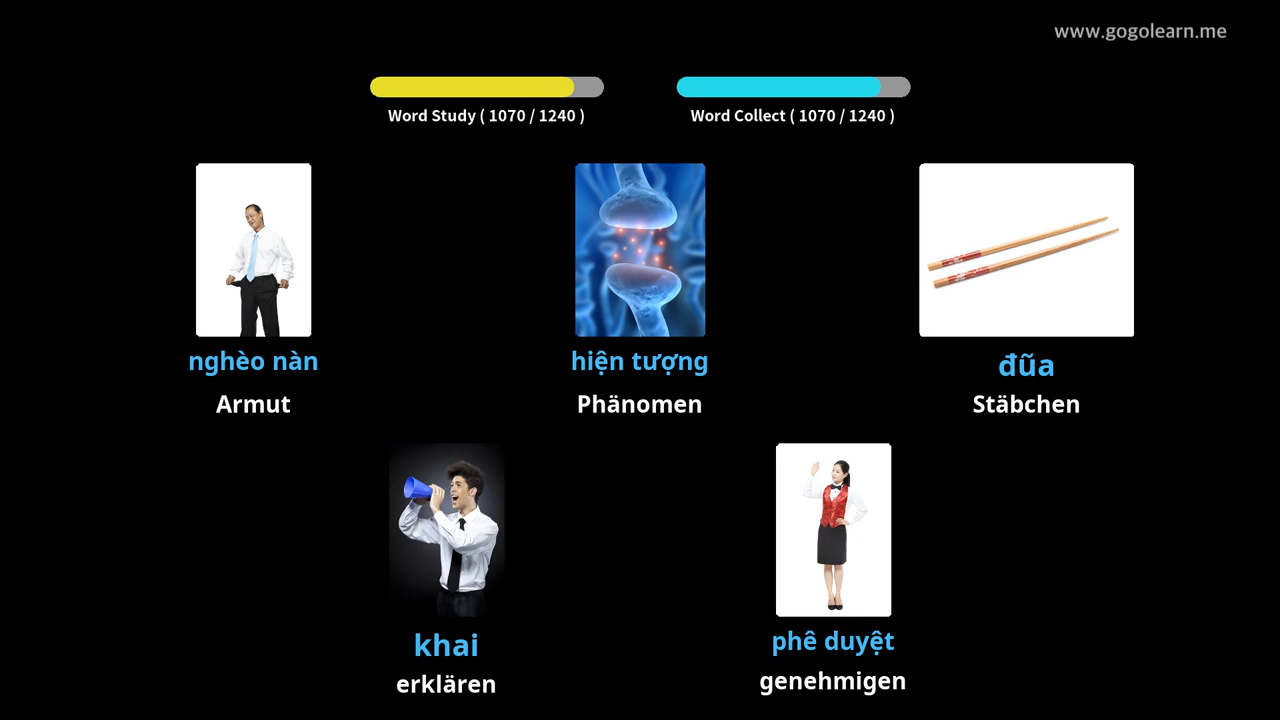 www.gogolearn.me
Word Study ( 1070 / 1240 )
Word Collect ( 1070 / 1240 )
nghèo nàn
Armut
hiện tượng
Phänomen
đũa
Stäbchen
khai
erklären
phê duyệt
genehmigen